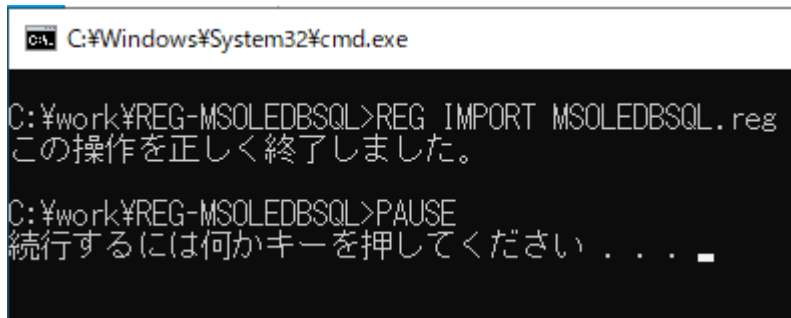 C:¥Windows¥System32¥cmd.exe
C:¥work¥REG-MSOLEDBSQL>REG IMPORT MSOLEDBSQL.reg
この操作を正しく終了しました。
C:¥work¥REG-MSOLEDBSQL>PAUSE
続行するには何かキーを押してください . . .